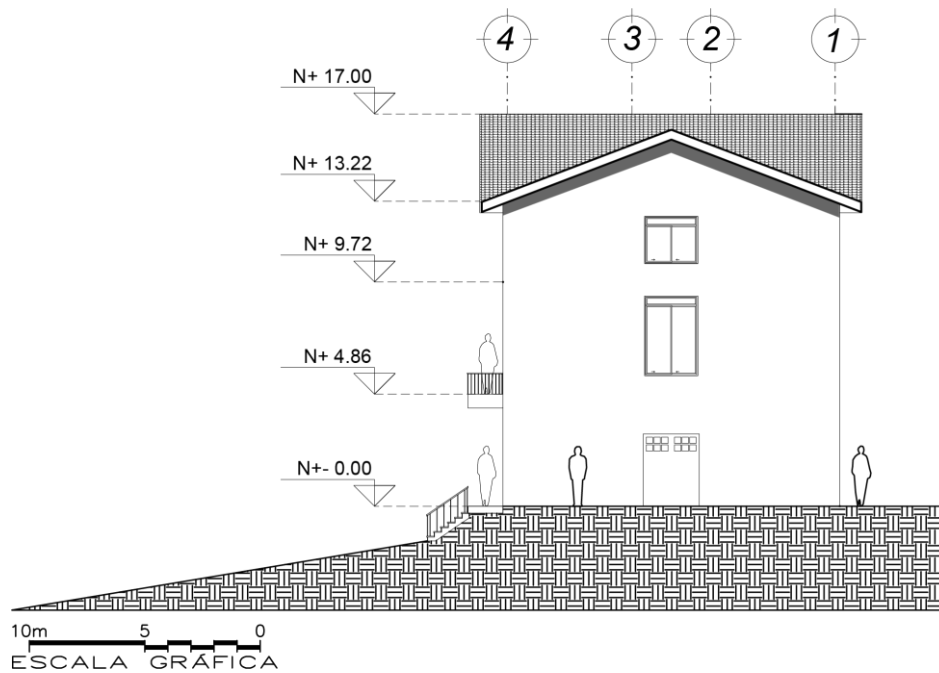 4 3 2 1
N+ 17.00
N+ 13.22
N+ 9.72
N+ 4.86
N+- 0.00
10m 5 0
ESCALA GRÁFICA